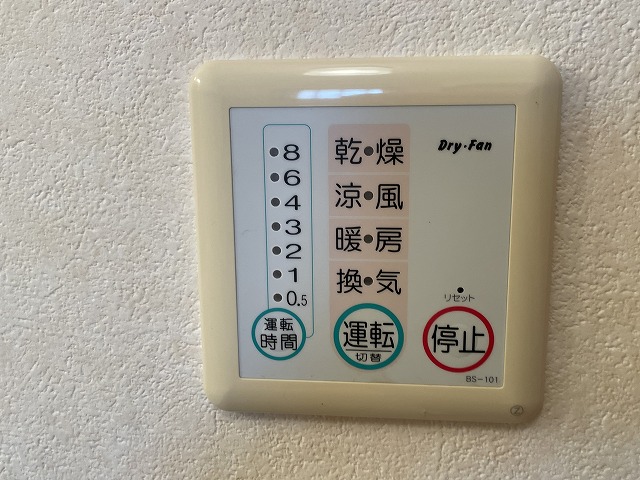 8
6
4
3
2
1
0.5
運転
時間
乾・燥
涼・風
暖・房
換・気
運転
切替
Dry・Fan
リセット
停止
BS-101
Z